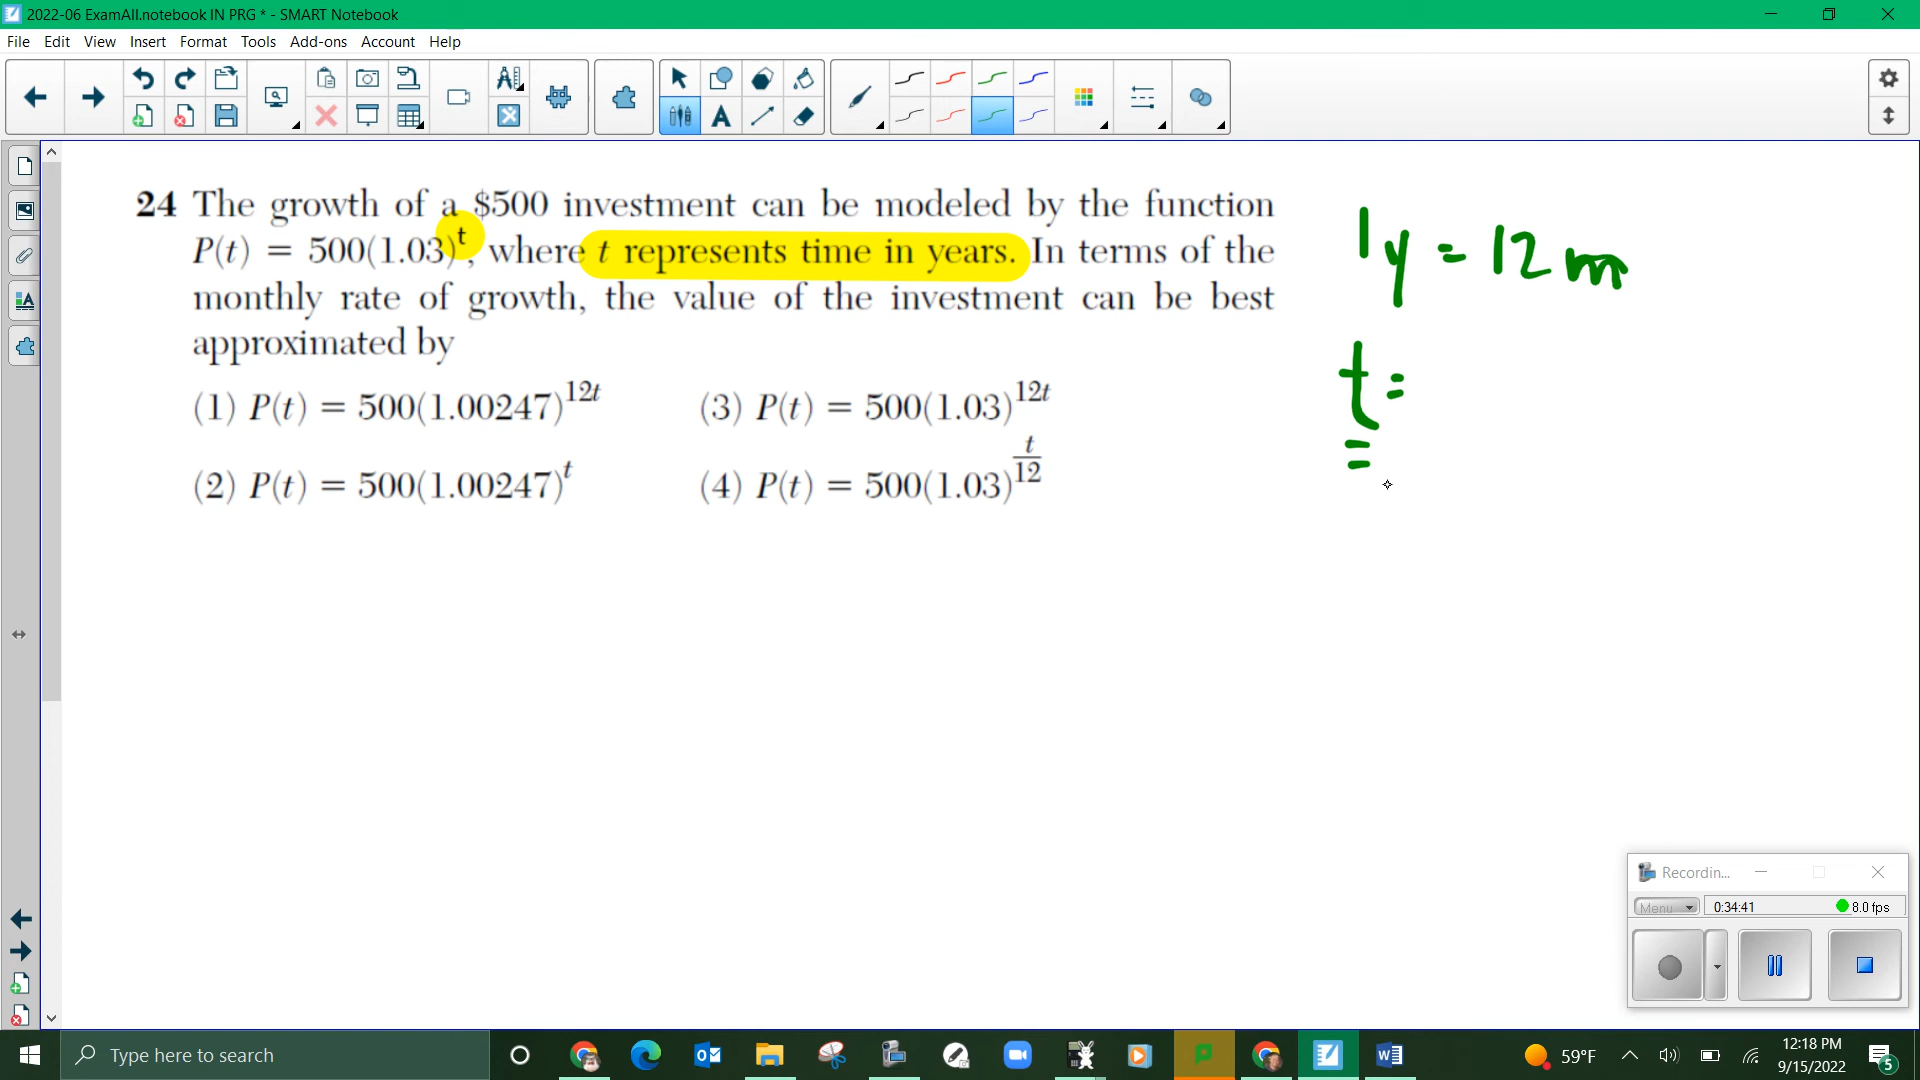 2022-06 ExamAll.notebook IN PRG * - SMART Notebook
File Edit View Insert Format Tools Add-ons Account Help
24 The growth of a $500 investment can be modeled by the function
P(t) = 500(1.03)^t, where t represents time in years. In terms of the
monthly rate of growth, the value of the investment can be best
approximated by
(1) P(t) = 500(1.00247)^12t (3) P(t) = 500(1.03)^12t
(2) P(t) = 500(1.00247)^t (4) P(t) = 500(1.03)^t/12
1y = 12m
t =
=
Recordin...
Menu 0:34:41 8.0 fps
Type here to search
59°F
12:18 PM
9/15/2022
5